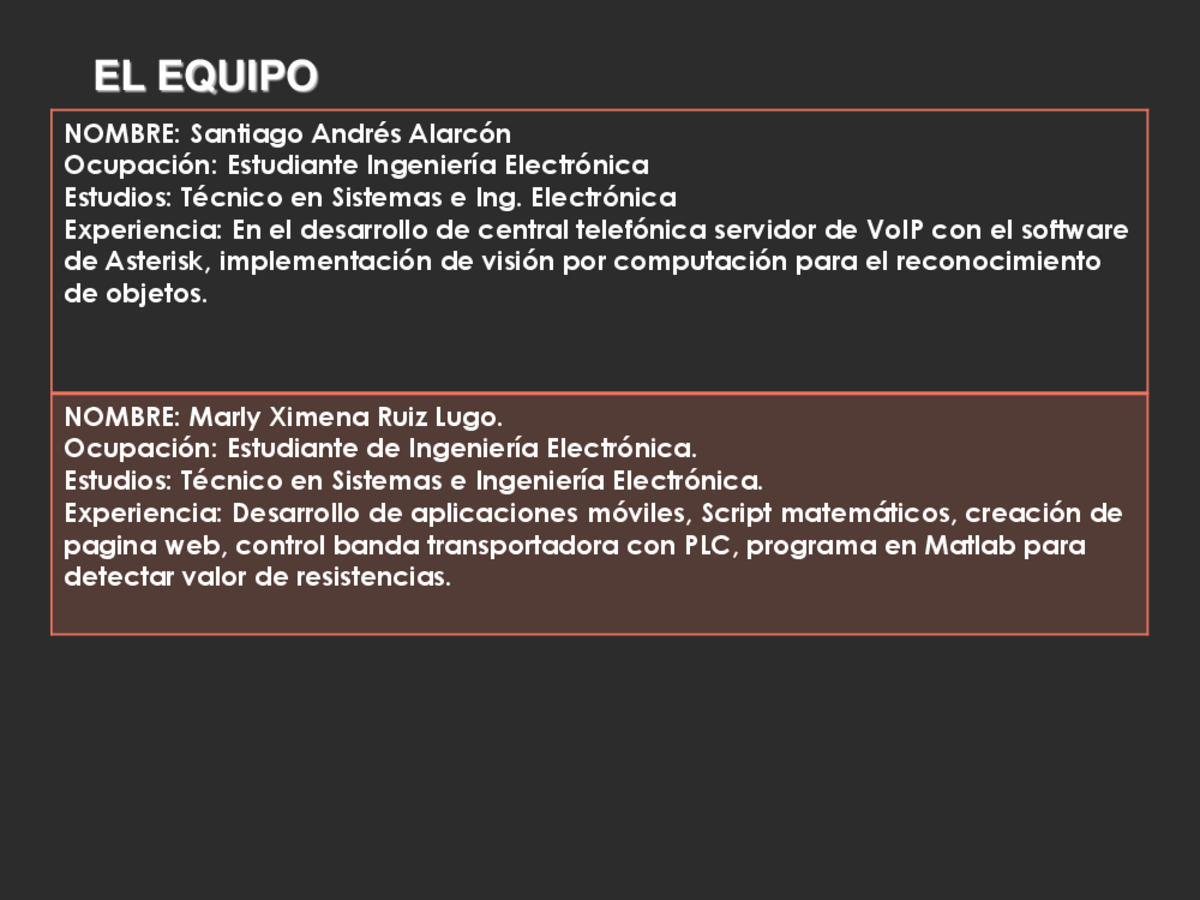 EL EQUIPO
NOMBRE: Santiago Andrés Alarcón
Ocupación: Estudiante Ingeniería Electrónica
Estudios: Técnico en Sistemas e Ing. Electrónica
Experiencia: En el desarrollo de central telefónica servidor de VoIP con el software
de Asterisk, implementación de visión por computación para el reconocimiento
de objetos.
NOMBRE: Marly Ximena Ruiz Lugo.
Ocupación: Estudiante de Ingeniería Electrónica.
Estudios: Técnico en Sistemas e Ingeniería Electrónica.
Experiencia: Desarrollo de aplicaciones móviles, Script matemáticos, creación de
pagina web, control banda transportadora con PLC, programa en Matlab para
detectar valor de resistencias.